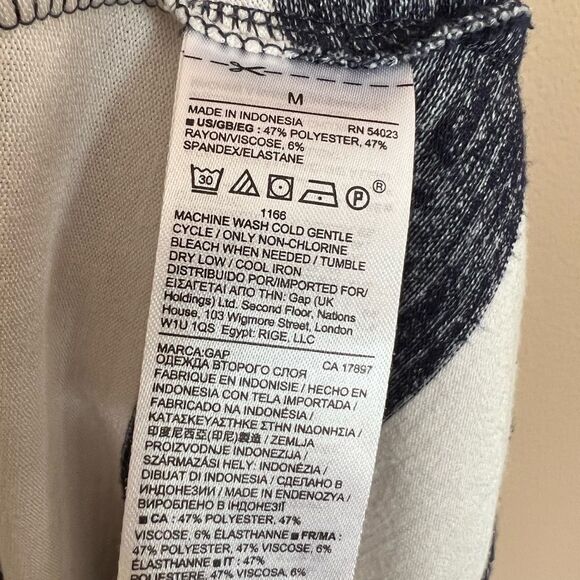 M
MADE IN INDONESIA RN 54023
■ US/GB/EG : 47% POLYESTER, 47%
RAYON/VISCOSE, 6%
SPANDEX/ELASTANE
30 P ®
1166
MACHINE WASH COLD GENTLE
CYCLE / ONLY NON-CHLORINE
BLEACH WHEN NEEDED / TUMBLE
DRY LOW / COOL IRON
DISTRIBUIDO POR/IMPORTED FOR/
ΕΙΣΑΓΕΤΑΙ ΑΠΟ ΤΗΝ: Gap (UK
Holdings) Ltd. Second Floor, Nations
House, 103 Wigmore Street, London
W1U 1QS Egypt: RIGE, LLC
MARCA:GAP CA 17897
ОДЕЖДА ВТОРОГО СЛОЯ
FABRIQUE EN INDONISIE / HECHO EN
INDONESIA CON TELA IMPORTADA /
FABRICADO NA INDONÉSIA /
ΚΑΤΑΣΚΕΥΑΣΤΗΚΕ ΣΤΗΝ ΙΝΔΟΝΗΣΙΑ /
印度尼西亞(印尼)製造 / ZEMLJA
PROIZVODNJE INDONEZIJA /
SZÁRMAZÁSI HELY: INDONÉZIA /
DIBUAT DI INDONESIA / СДЕЛАНО В
ИНДОНЕЗИИ / MADE IN ENDONEZYA /
ВИРОБЛЕНО В ІНДОНЕЗІЇ
■ CA : 47% POLYESTER, 47%
VISCOSE, 6% ÉLASTHANNE ■ FR/MA :
47% POLYESTER, 47% VISCOSE, 6%
ÉLASTHANNE ■ IT : 47%
POLIESTERE, 47% VISCOSA, 6%